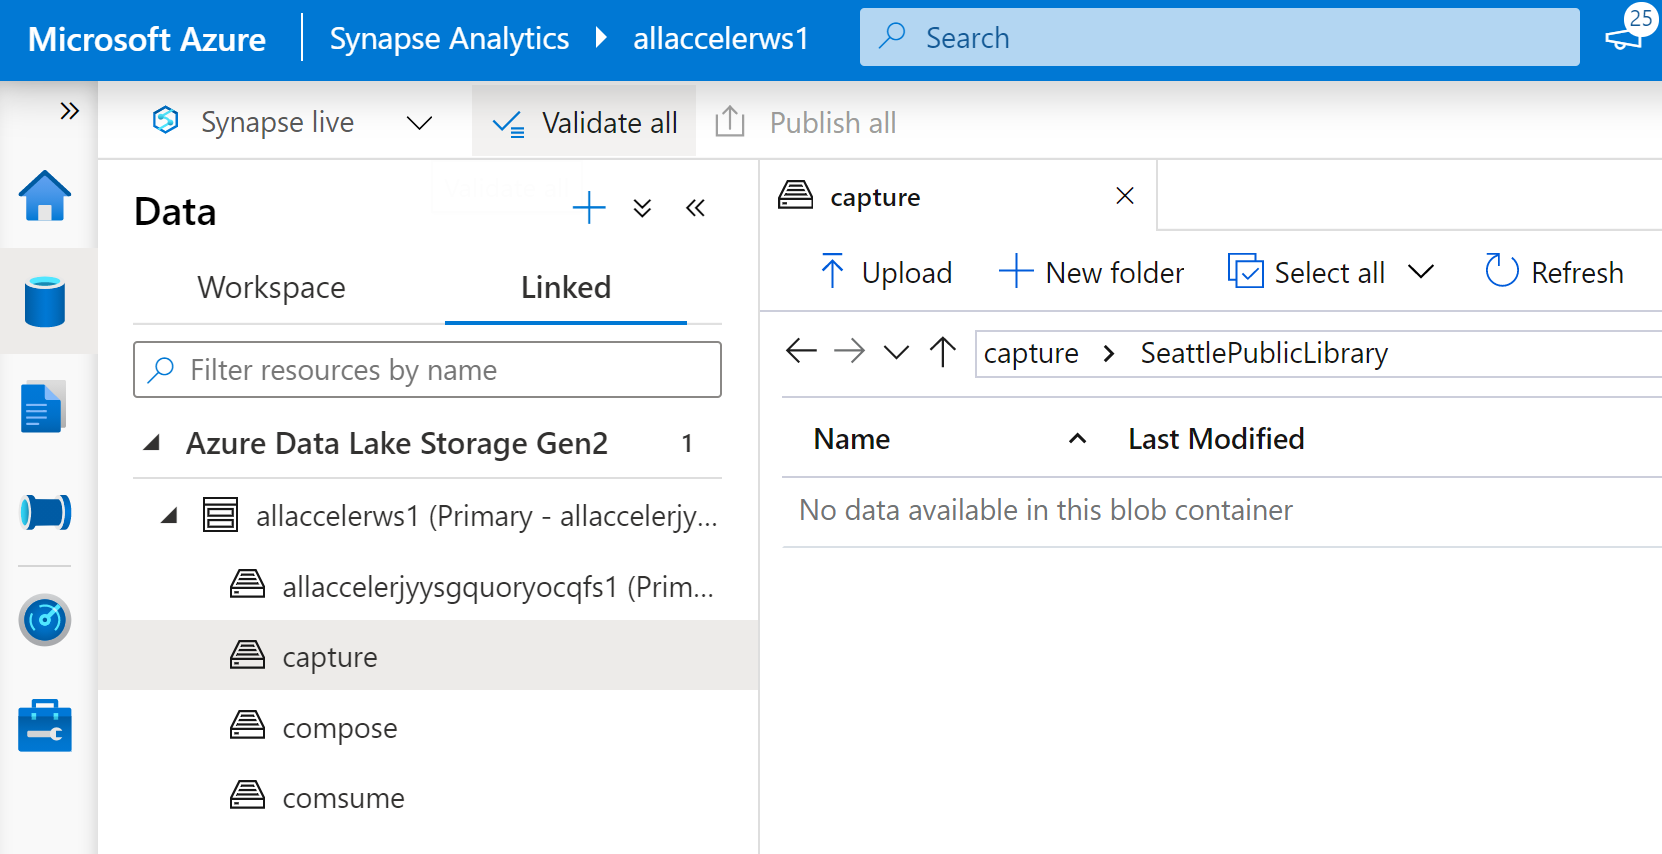 Microsoft Azure
Synapse Analytics
allaccelerws1
Search
25
Synapse live
Validate all
Publish all
Data
Workspace
Linked
Filter resources by name
Azure Data Lake Storage Gen2 1
allaccelerws1 (Primary - allaccelerjy...
allaccelerjyysgquoryocqfs1 (Prim...
capture
compose
comsume
capture
Upload
New folder
Select all
Refresh
capture > SeattlePublicLibrary
Name
Last Modified
No data available in this blob container